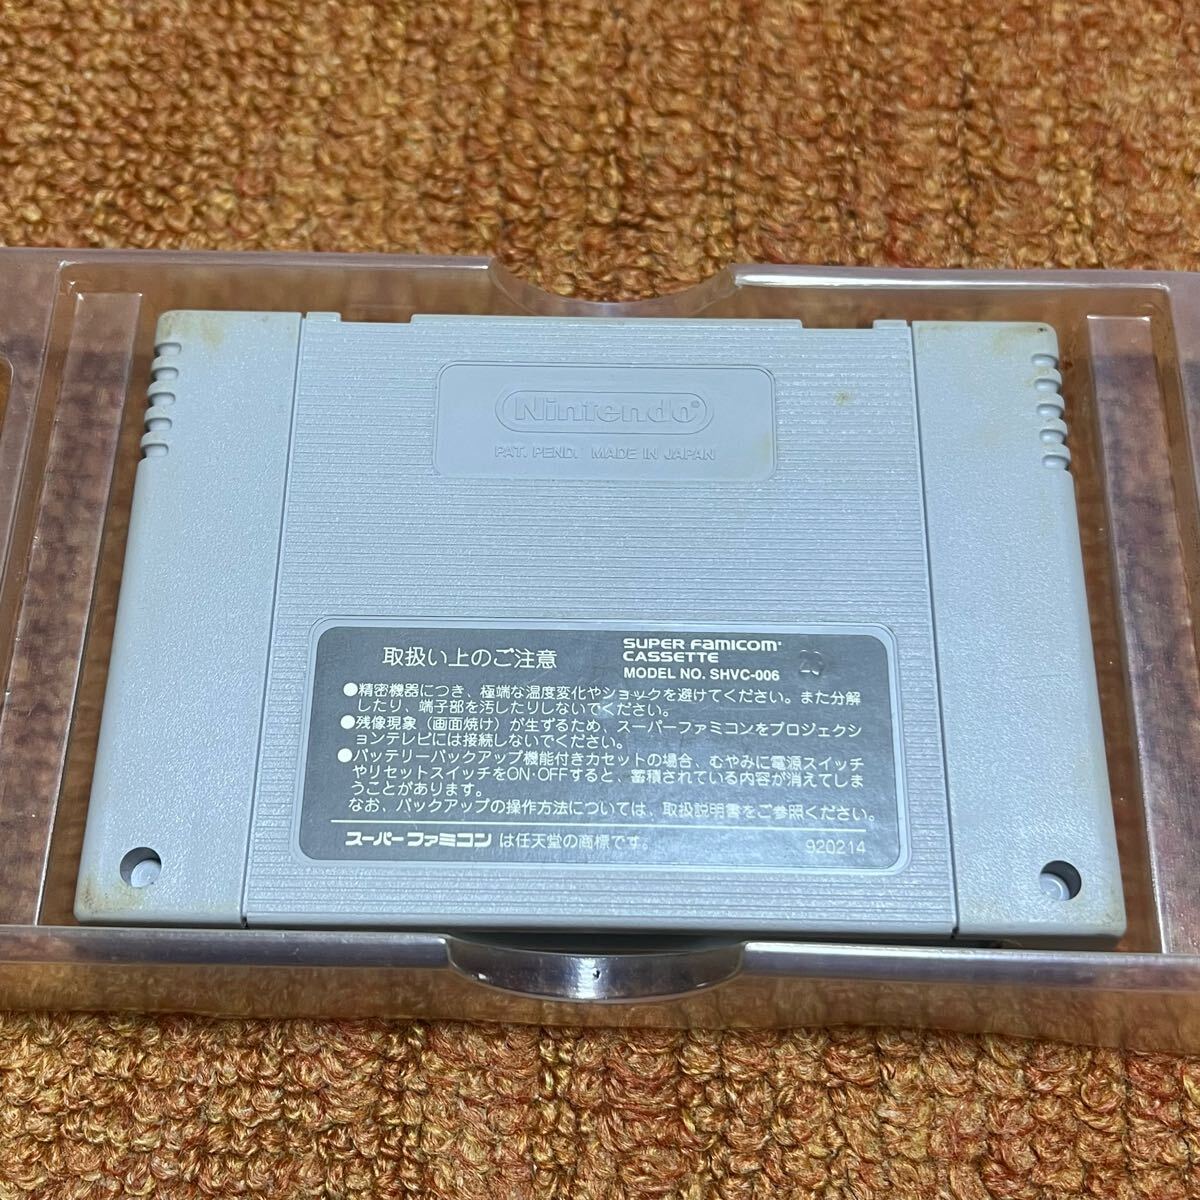 Nintendo®
PAT. PEND. MADE IN JAPAN
取扱い上のご注意
SUPER FAMICOM®
CASSETTE
MODEL NO. SHVC-006
●精密機器につき、極端な温度変化やショックを避けてください。また分解
したり、端子部を汚したりしないでください。
●残像現象(画面焼け)が生ずるため、スーパーファミコンをプロジェクシ
ョンテレビには接続しないでください。
●バッテリーバックアップ機能付きカセットの場合、むやみに電源スイッチ
やリセットスイッチをON・OFFすると、蓄積されている内容が消えてしま
うことがあります。
なお、バックアップの操作方法については、取扱説明書をご参照ください。
スーパーファミコンは任天堂の商標です。
920214